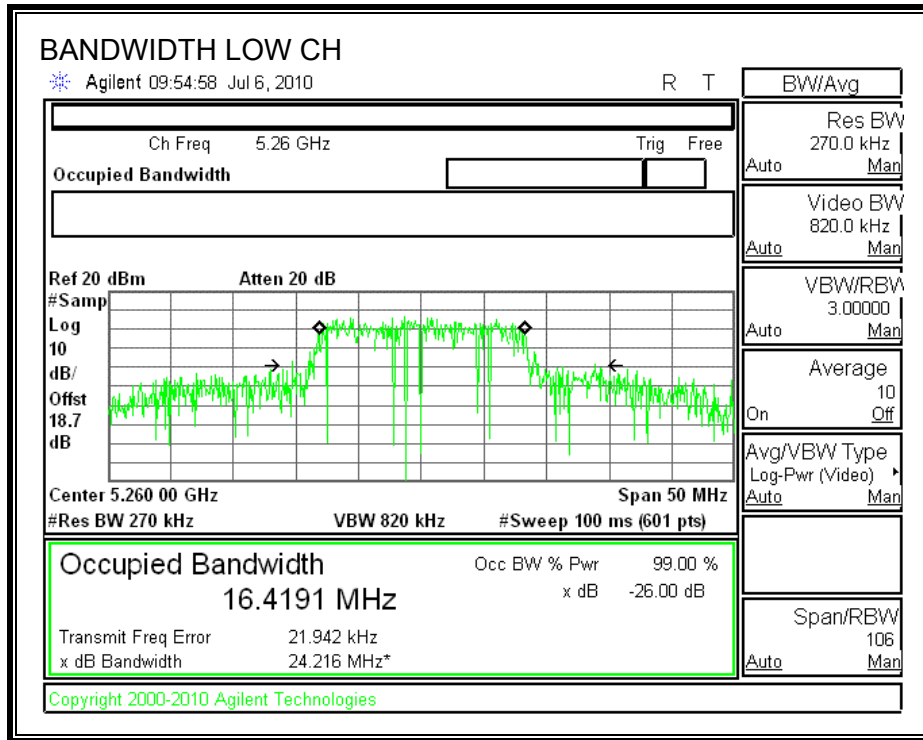 BANDWIDTH LOW CH
Agilent 09:54:58 Jul 6, 2010 R T
Ch Freq 5.26 GHz Trig Free
Occupied Bandwidth
Ref 20 dBm Atten 20 dB
#Samp
Log
10
dB/
Offst
18.7
dB
Center 5.260 00 GHz Span 50 MHz
#Res BW 270 kHz VBW 820 kHz #Sweep 100 ms (601 pts)
Occupied Bandwidth Occ BW % Pwr 99.00 %
16.4191 MHz x dB -26.00 dB
Transmit Freq Error 21.942 kHz
x dB Bandwidth 24.216 MHz*
Copyright 2000-2010 Agilent Technologies
BW/Avg
Res BW
270.0 kHz
Auto Man
Video BW
820.0 kHz
Auto Man
VBW/RBW
3.00000
Auto Man
Average
10
On Off
Avg/VBW Type
Log-Pwr (Video)
Auto Man
Span/RBW
106
Auto Man